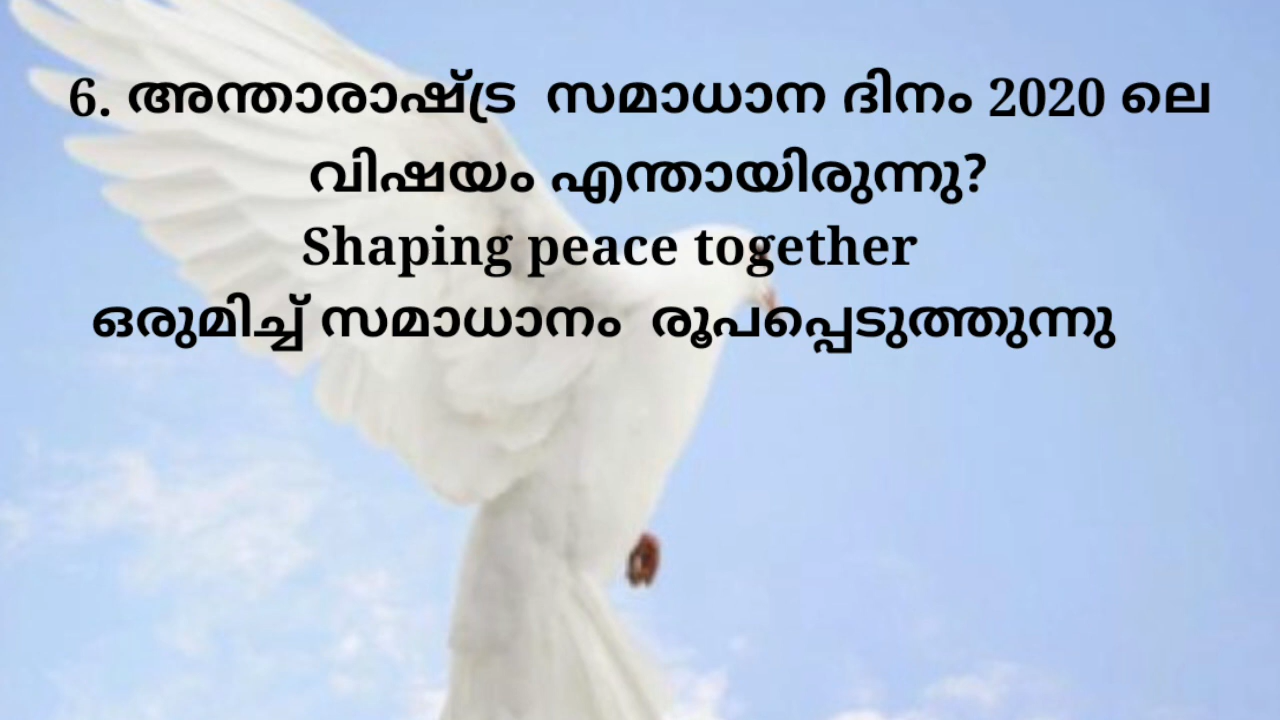 6. അന്താരാഷ്ട്ര സമാധാന ദിനം 2020 ലെ
വിഷയം എന്തായിരുന്നു?
Shaping peace together
ഒരുമിച്ച് സമാധാനം രൂപപ്പെടുത്തുന്നു